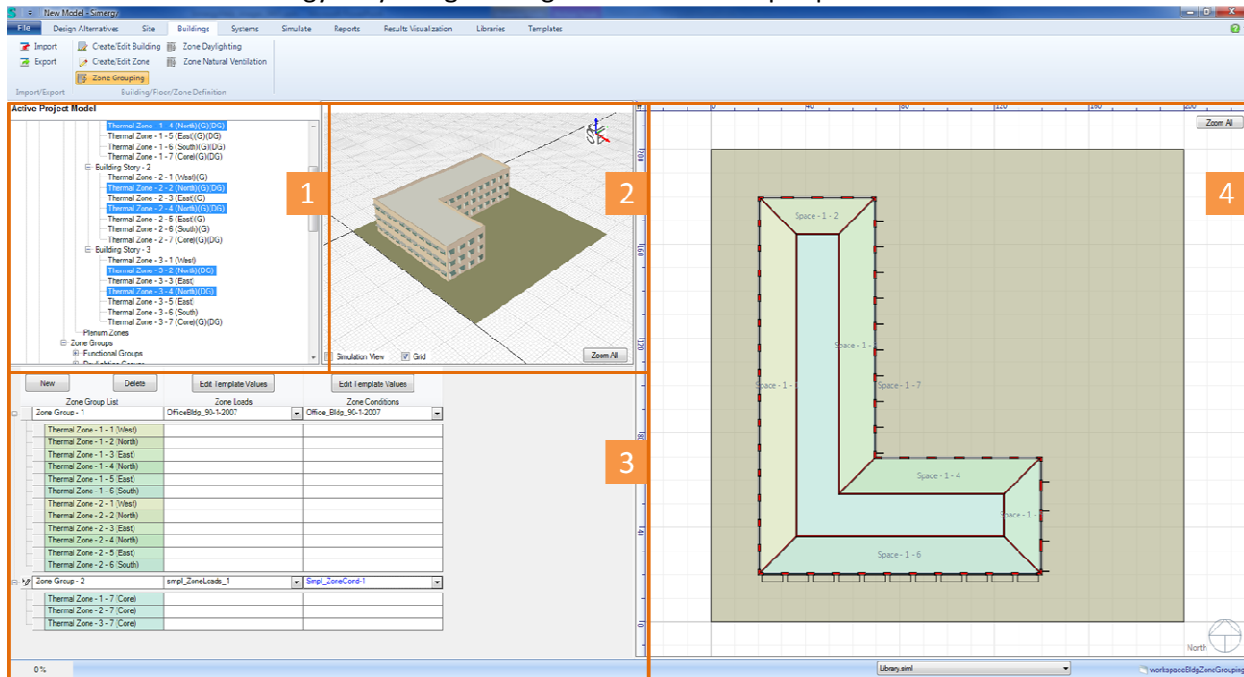 New Model - Simergy
File Design Alternatives Site Buildings Systems Simulate Reports Results Visualization Libraries Templates
Import Create/Edit Building Zone Daylighting
Export Create/Edit Zone Zone Natural Ventilation
Zone Grouping
Import/Export Building/Floor/Zone Definition
Active Project Model
Thermal Zone - 1 - 4 (North)(G)(DG)
Thermal Zone - 1 - 5 (East)(G)(DG)
Thermal Zone - 1 - 6 (South)(G)(DG)
Thermal Zone - 1 - 7 (Core)(G)(DG)
Building Story - 2
Thermal Zone - 2 - 1 (West)(G)
Thermal Zone - 2 - 2 (North)(G)(DG)
Thermal Zone - 2 - 3 (East)(G)
Thermal Zone - 2 - 4 (North)(G)(DG)
Thermal Zone - 2 - 5 (East)(G)
Thermal Zone - 2 - 6 (South)(G)
Thermal Zone - 2 - 7 (Core)(G)(DG)
Building Story - 3
Thermal Zone - 3 - 1 (West)
Thermal Zone - 3 - 2 (North)(DG)
Thermal Zone - 3 - 3 (East)
Thermal Zone - 3 - 4 (North)(DG)
Thermal Zone - 3 - 5 (East)
Thermal Zone - 3 - 6 (South)
Thermal Zone - 3 - 7 (Core)(G)(DG)
Plenum Zones
Zone Groups
Functional Groups
1
2
Simulation View Grid Zoom All
New Delete Edit Template Values Edit Template Values
Zone Group List Zone Loads Zone Conditions
Zone Group - 1 OfficeBldg_90-1-2007 Office_Bldg_90-1-2007
Thermal Zone - 1 - 1 (West)
Thermal Zone - 1 - 2 (North)
Thermal Zone - 1 - 3 (East)
Thermal Zone - 1 - 4 (North)
Thermal Zone - 1 - 5 (East)
Thermal Zone - 1 - 6 (South)
Thermal Zone - 2 - 1 (West)
Thermal Zone - 2 - 2 (North)
Thermal Zone - 2 - 3 (East)
Thermal Zone - 2 - 4 (North)
Thermal Zone - 2 - 5 (East)
Thermal Zone - 2 - 6 (South)
Zone Group - 2 smpl_ZoneLoads_1 Smpl_ZoneCond-1
Thermal Zone - 1 - 7 (Core)
Thermal Zone - 2 - 7 (Core)
Thermal Zone - 3 - 7 (Core)
3
Zoom All
4
Space - 1 - 2
Space - 1 -
Space - 1 -
Space - 1 - 7
Space - 1 - 4
Space - 1 -
Space - 1 - 6
North
0 % Library.siml workspaceBldgZoneGrouping